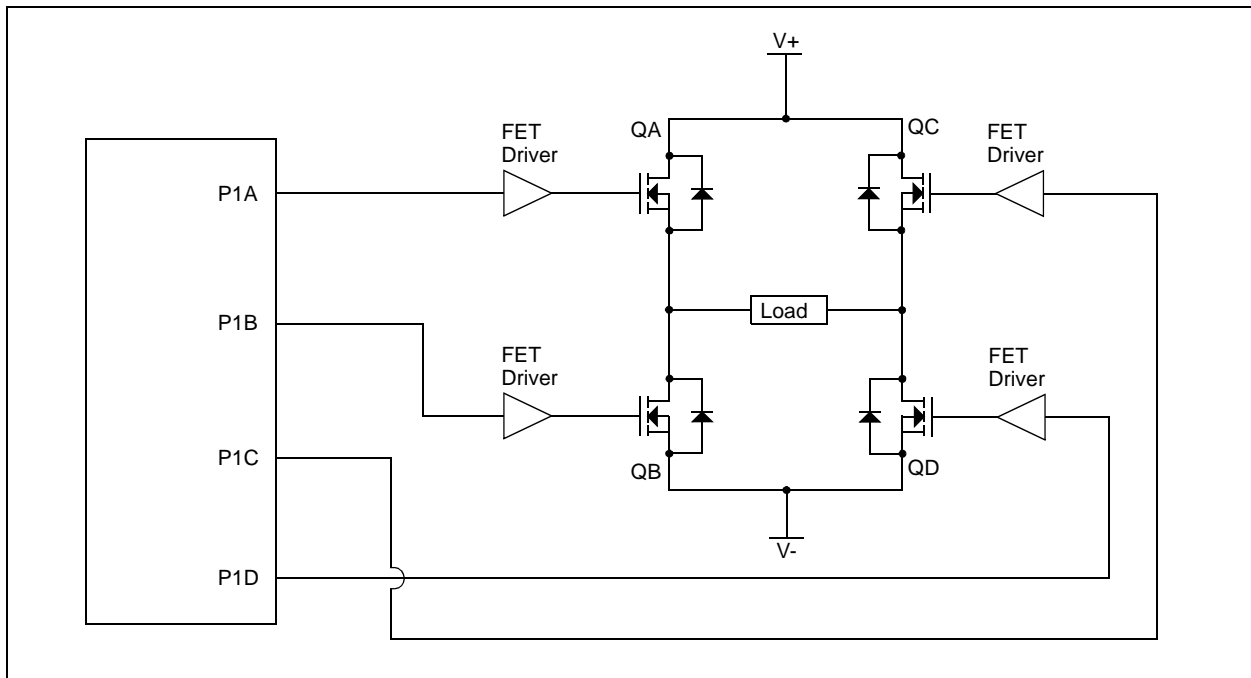 V+
FET
Driver
QA
QC
FET
Driver
P1A
P1B
Load
FET
Driver
FET
Driver
P1C
QB
QD
V-
P1D